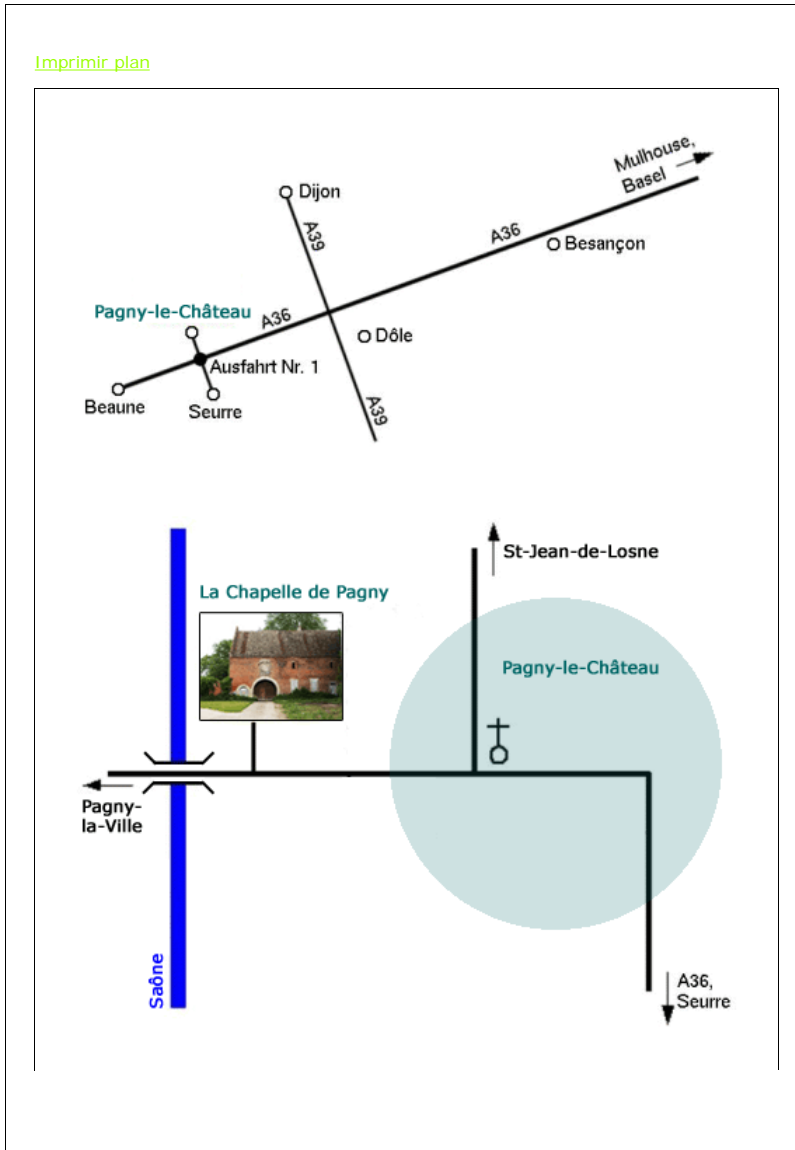 Imprimir plan
Mulhouse,
Basel
Dijon
A39
A36
Besançon
Pagny-le-Château
A36
Dôle
Ausfahrt Nr. 1
Beaune
Seurre
A39
St-Jean-de-Losne
La Chapelle de Pagny
Pagny-le-Château
Pagny-
la-Ville
Saône
A36,
Seurre